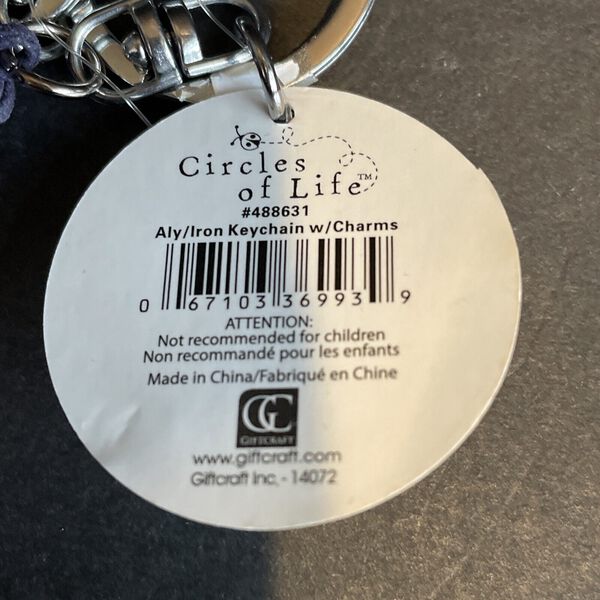 Circles
of Life™
#488631
Aly/Iron Keychain w/Charms
0 67103 36993 9
ATTENTION:
Not recommended for children
Non recommandé pour les enfants
Made in China/Fabriqué en Chine
GC
GIFTCRAFT
www.giftcraft.com
Giftcraft Inc. - 14072